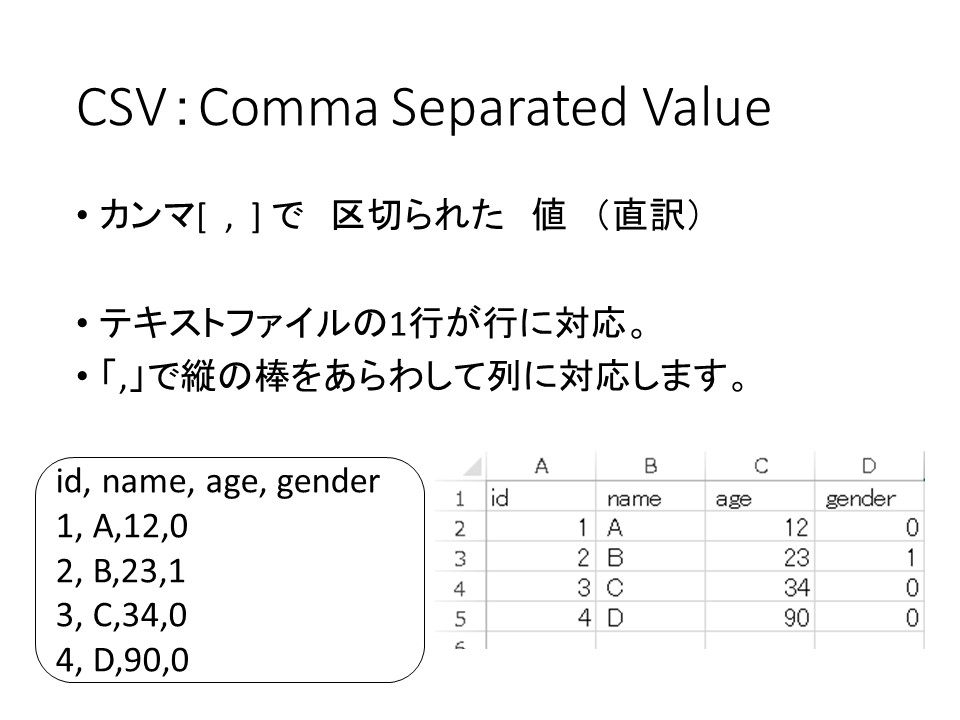 CSV：Comma Separated Value
• カンマ[ , ] で　区切られた　値　（直訳）
• テキストファイルの1行が行に対応。
• 「,」で縦の棒をあらわして列に対応します。
id, name, age, gender
1, A,12,0
2, B,23,1
3, C,34,0
4, D,90,0
A B C D
1 id name age gender
2 1 A 12 0
3 2 B 23 1
4 3 C 34 0
5 4 D 90 0